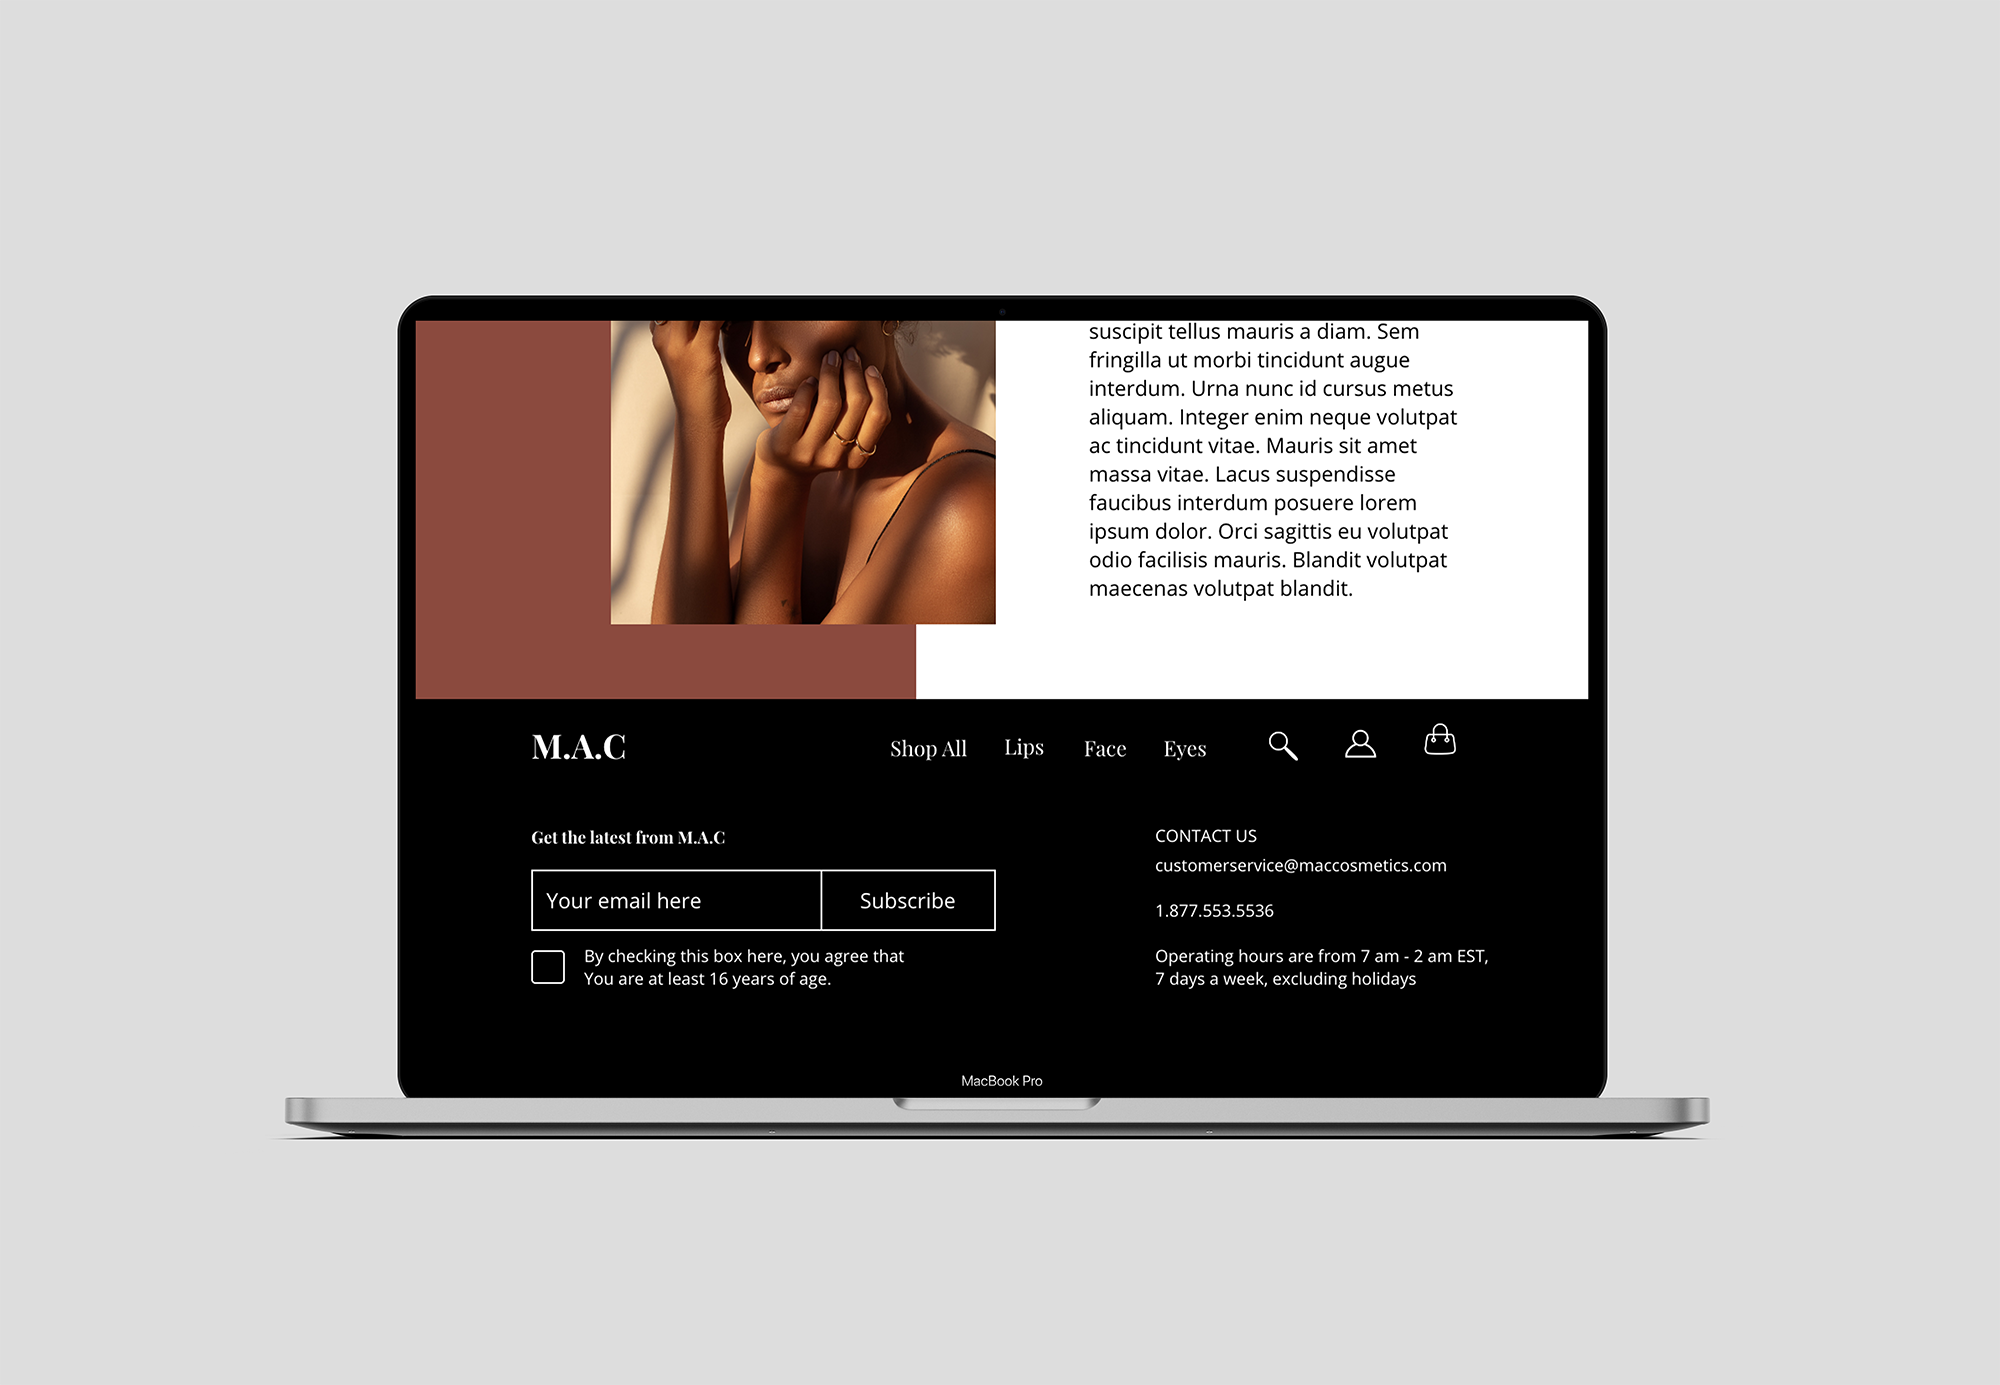 suscipit tellus mauris a diam. Sem
fringilla ut morbi tincidunt augue
interdum. Urna nunc id cursus metus
aliquam. Integer enim neque volutpat
ac tincidunt vitae. Mauris sit amet
massa vitae. Lacus suspendisse
faucibus interdum posuere lorem
ipsum dolor. Orci sagittis eu volutpat
odio facilisis mauris. Blandit volutpat
maecenas volutpat blandit.
M.A.C
Shop All Lips Face Eyes
Get the latest from M.A.C
Your email here
Subscribe
By checking this box here, you agree that
You are at least 16 years of age.
CONTACT US
customerservice@maccosmetics.com
1.877.553.5536
Operating hours are from 7 am - 2 am EST,
7 days a week, excluding holidays
MacBook Pro